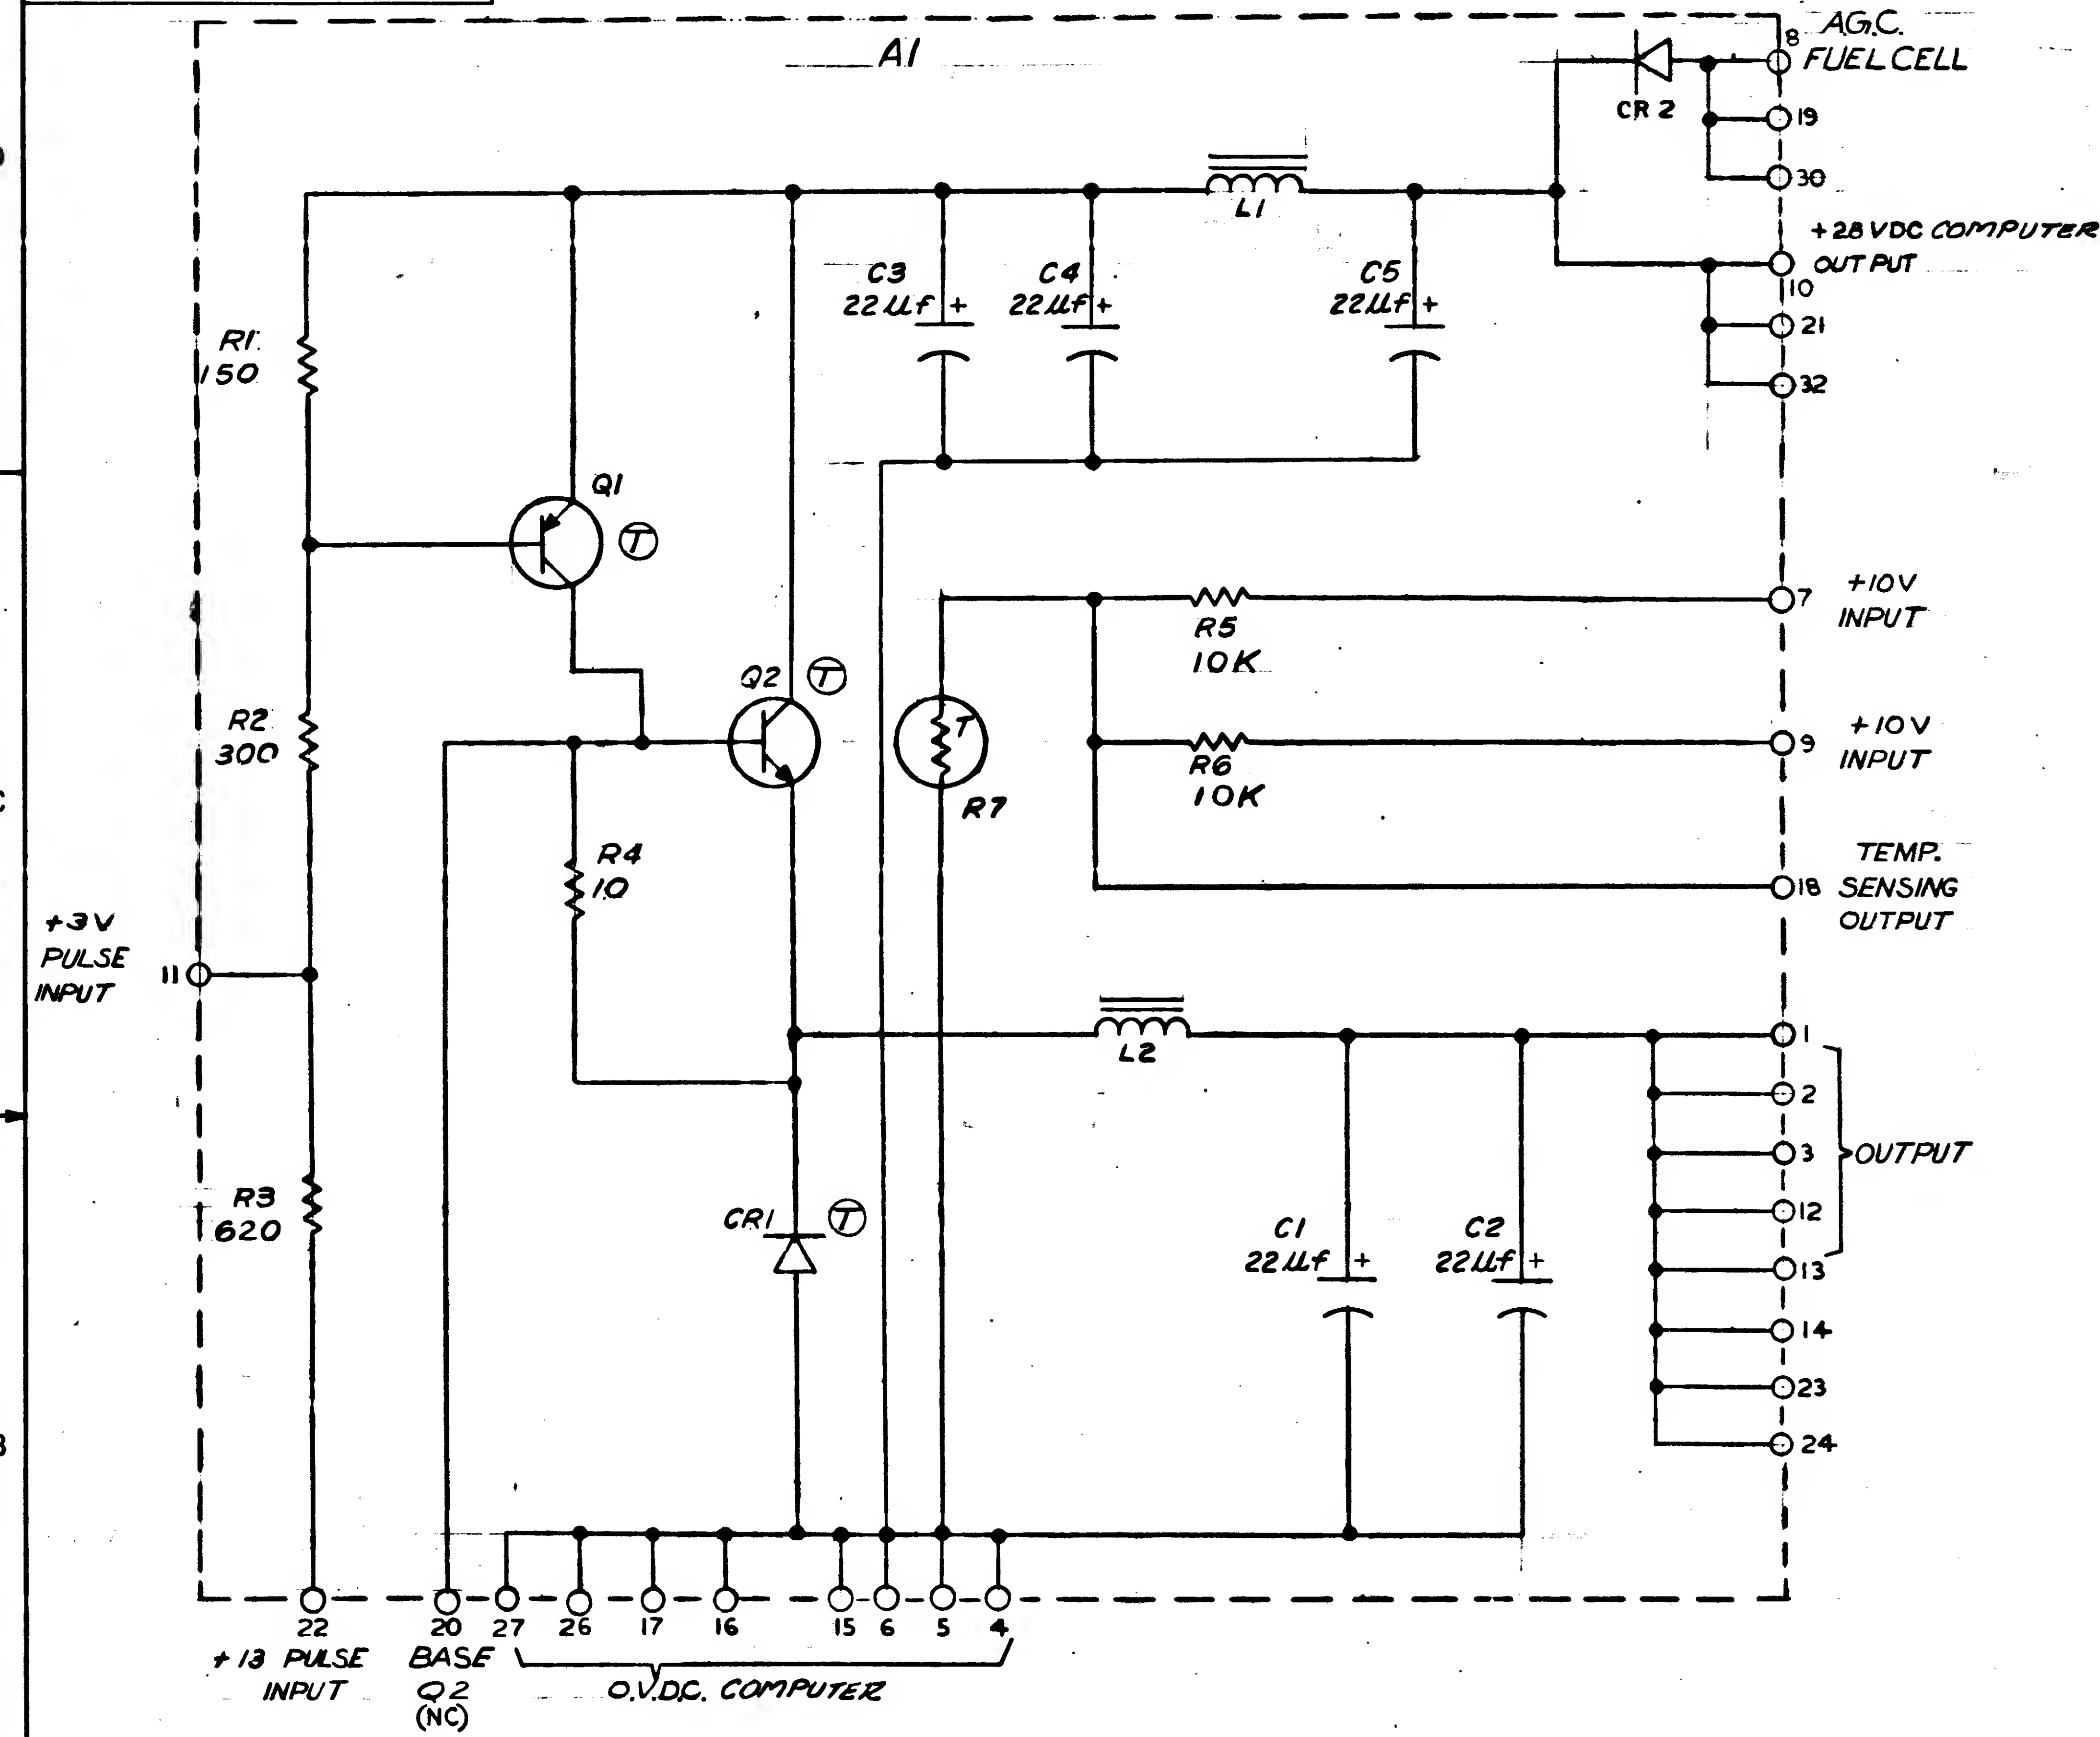 A1
8
A.G.C.
FUEL CELL
CR 2
19
30
L1
+28 VDC COMPUTER
OUTPUT
10
21
32
C3
22 µf +
C4
22 µf +
C5
22 µf +
R1
150
Q1
T
+10V
INPUT
7
R5
10K
Q2
T
T
R7
R2
300
+10V
INPUT
9
R6
10K
R4
10
TEMP.
SENSING
OUTPUT
18
+3V
PULSE
INPUT
11
L2
1
2
3
12
13
14
23
24
OUTPUT
R3
620
CR1
T
C1
22 µf +
C2
22 µf +
C
B
22
20
27
26
17
16
15
6
5
4
+13 PULSE
INPUT
BASE
Q2
(NC)
O.V.D.C. COMPUTER